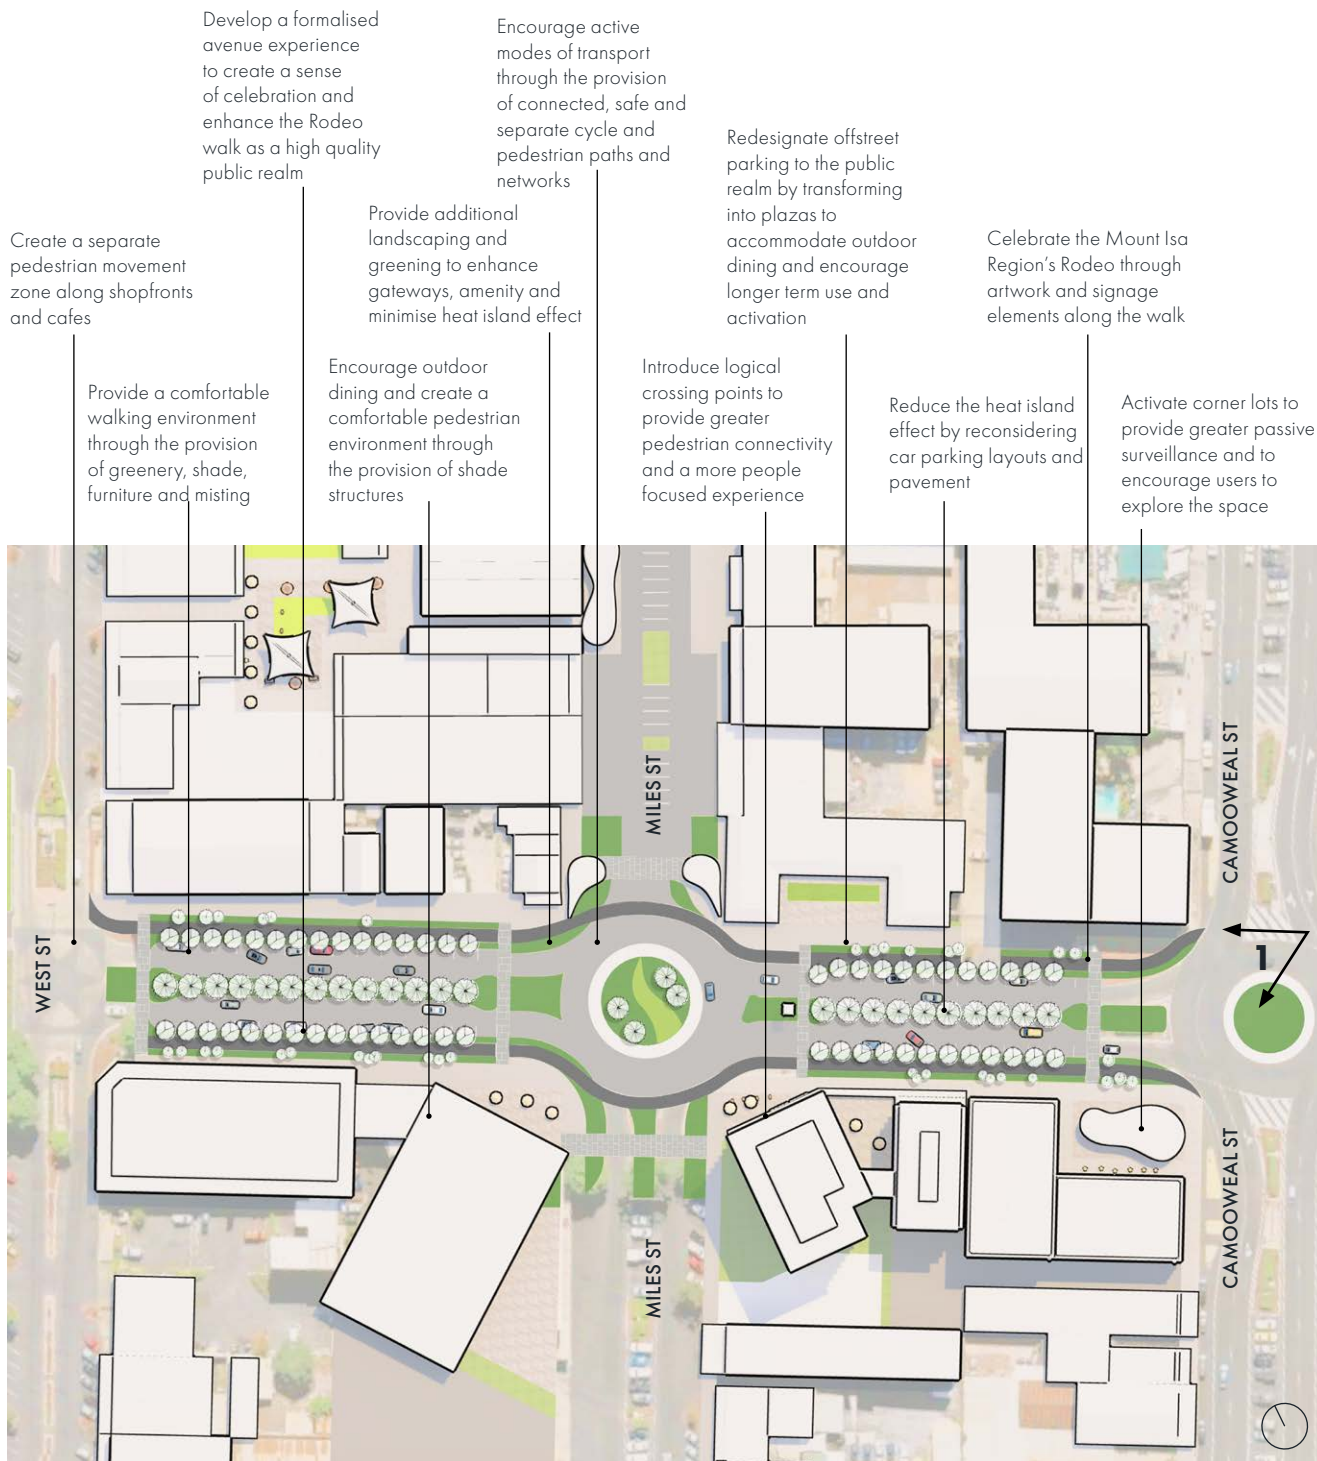 Develop a formalised
avenue experience
to create a sense
of celebration and
enhance the Rodeo
walk as a high quality
public realm
Encourage active
modes of transport
through the provision
of connected, safe and
separate cycle and
pedestrian paths and
networks
Redesignate offstreet
parking to the public
realm by transforming
into plazas to
accommodate outdoor
dining and encourage
longer term use and
activation
Create a separate
pedestrian movement
zone along shopfronts
and cafes
Provide additional
landscaping and
greening to enhance
gateways, amenity and
minimise heat island effect
Celebrate the Mount Isa
Region's Rodeo through
artwork and signage
elements along the walk
Provide a comfortable
walking environment
through the provision
of greenery, shade,
furniture and misting
Encourage outdoor
dining and create a
comfortable pedestrian
environment through
the provision of shade
structures
Introduce logical
crossing points to
provide greater
pedestrian connectivity
and a more people
focused experience
Reduce the heat island
effect by reconsidering
car parking layouts and
pavement
Activate corner lots to
provide greater passive
surveillance and to
encourage users to
explore the space
MILES ST
CAMOOWEAL ST
WEST ST
1
MILES ST
CAMOOWEAL ST